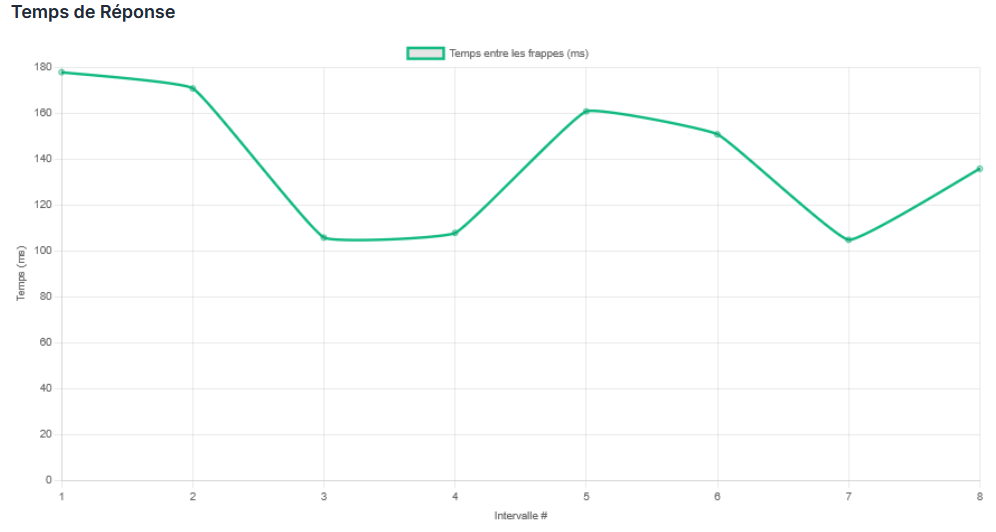 Temps de Réponse
Temps entre les frappes (ms)
180
160
140
120
100
80
60
40
20
0
Temps (ms)
1 2 3 4 5 6 7 8
Intervalle #